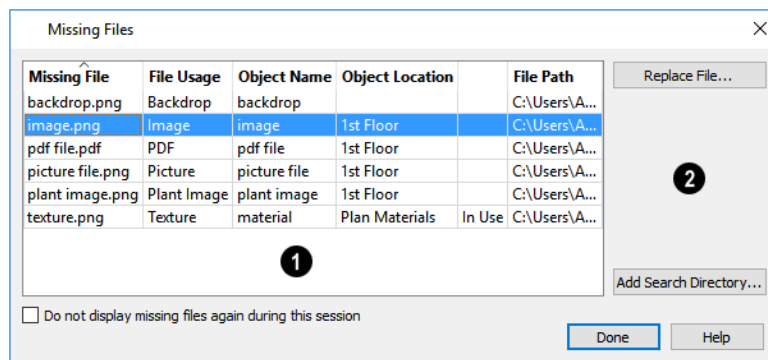 Missing Files
Missing File File Usage Object Name Object Location File Path Replace File...
backdrop.png Backdrop backdrop C:\Users\A...
image.png Image image 1st Floor C:\Users\A...
pdf file.pdf PDF pdf file 1st Floor C:\Users\A...
picture file.png Picture picture file 1st Floor C:\Users\A...
2
plant image.png Plant Image plant image 1st Floor C:\Users\A...
texture.png Texture material Plan Materials In Use C:\Users\A...
1
Add Search Directory...
Do not display missing files again during this session
Done Help